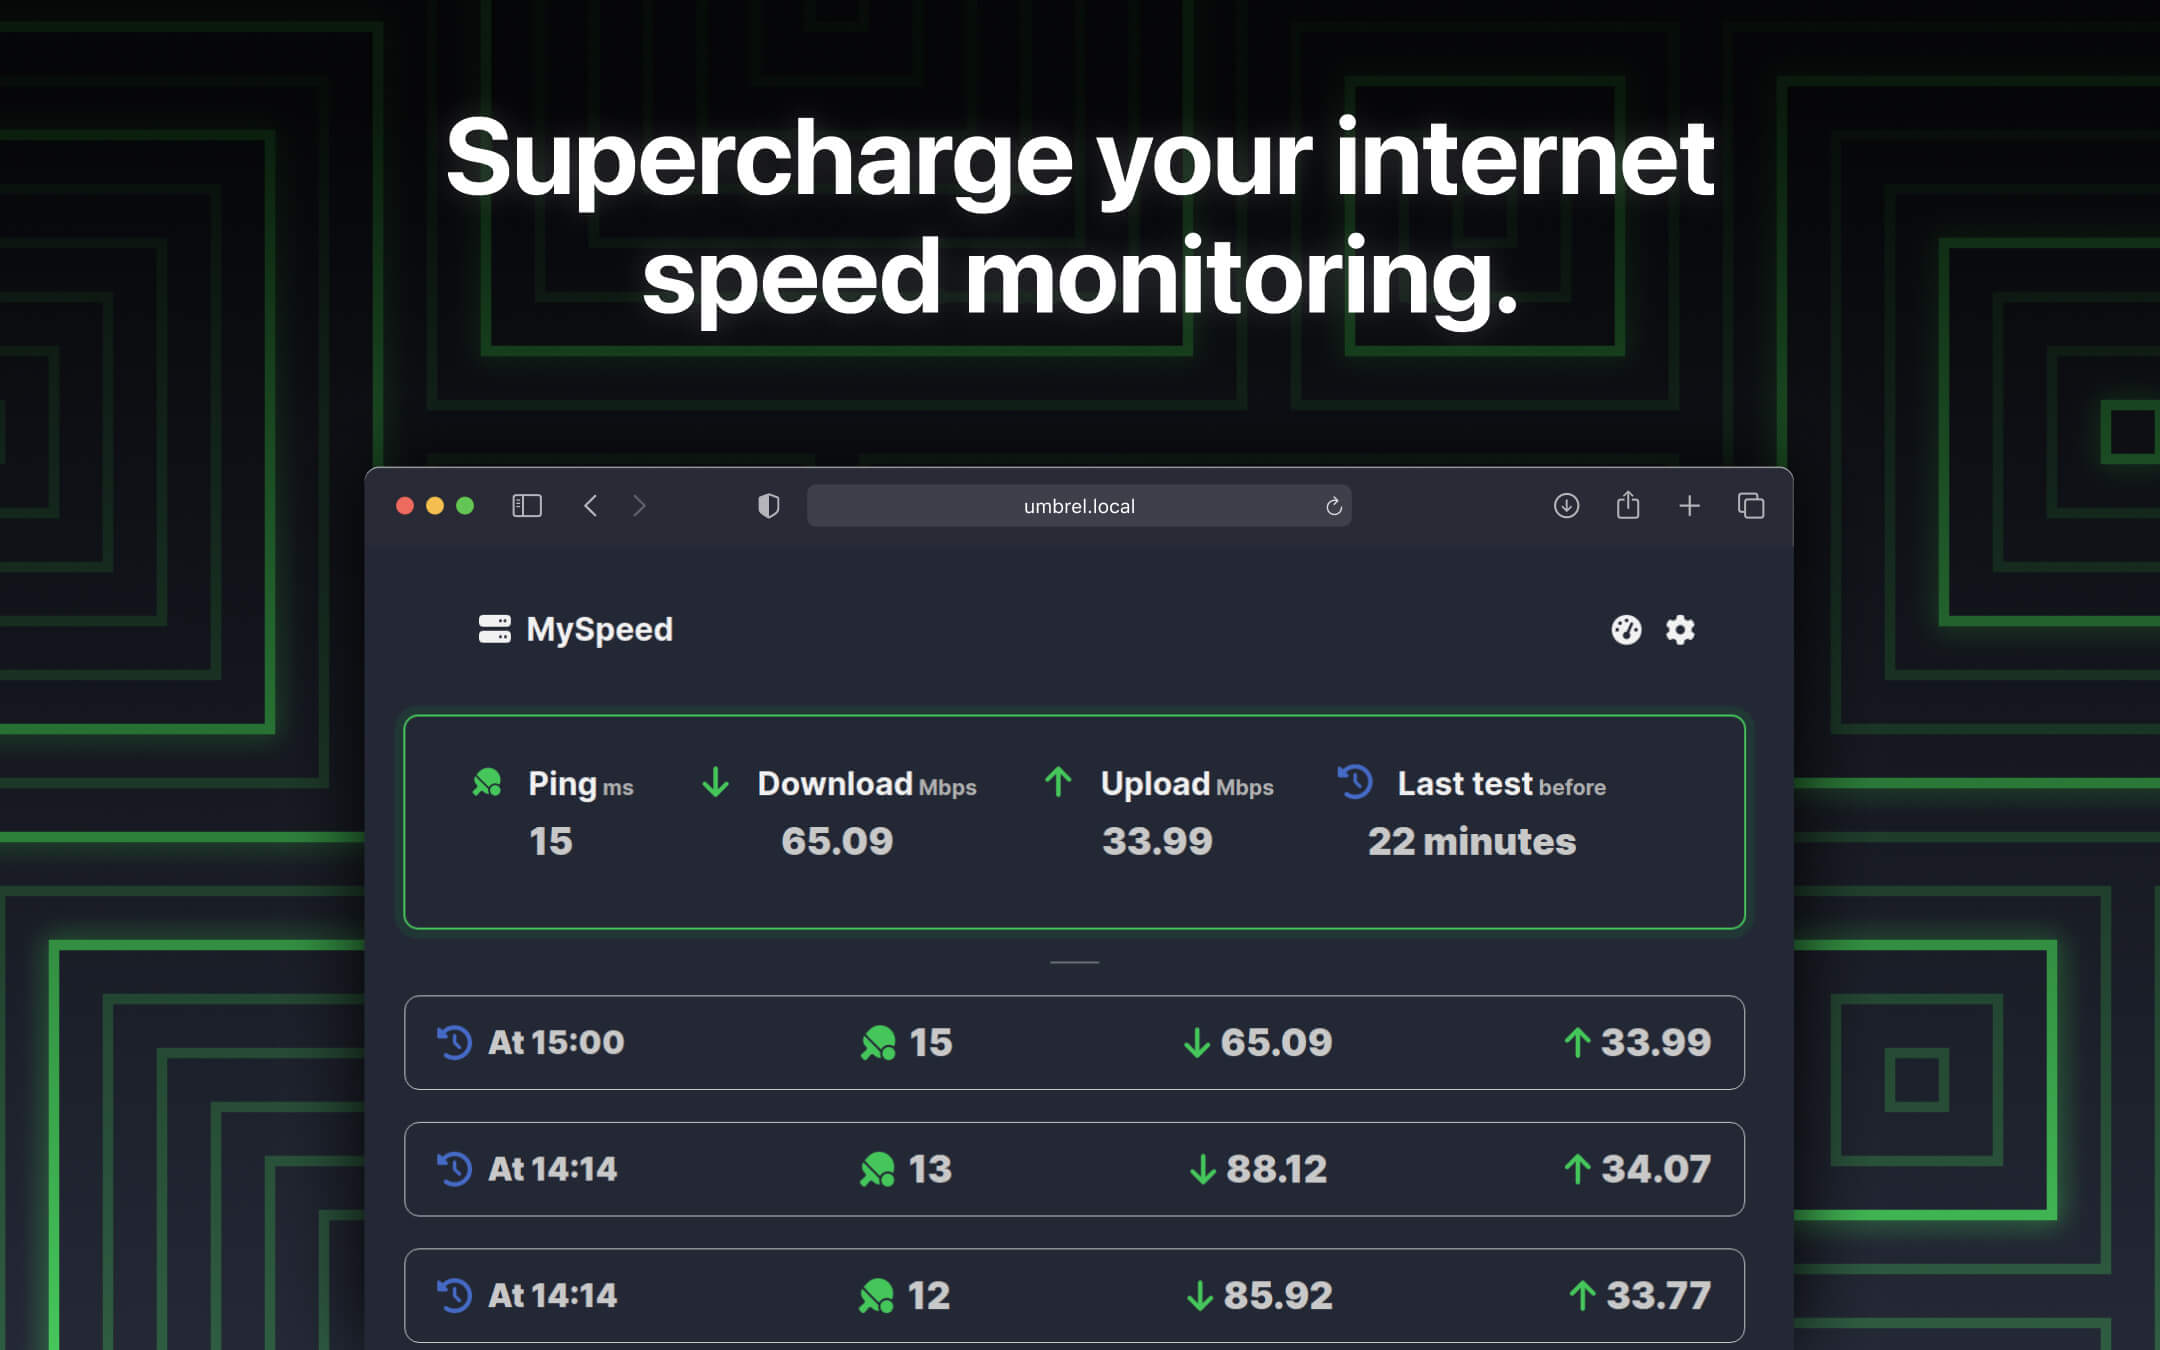 Supercharge your internet
speed monitoring.
umbrel.local
MySpeed
Ping ms Download Mbps Upload Mbps Last test before
15 65.09 33.99 22 minutes
At 15:00 15 65.09 33.99
At 14:14 13 88.12 34.07
At 14:14 12 85.92 33.77